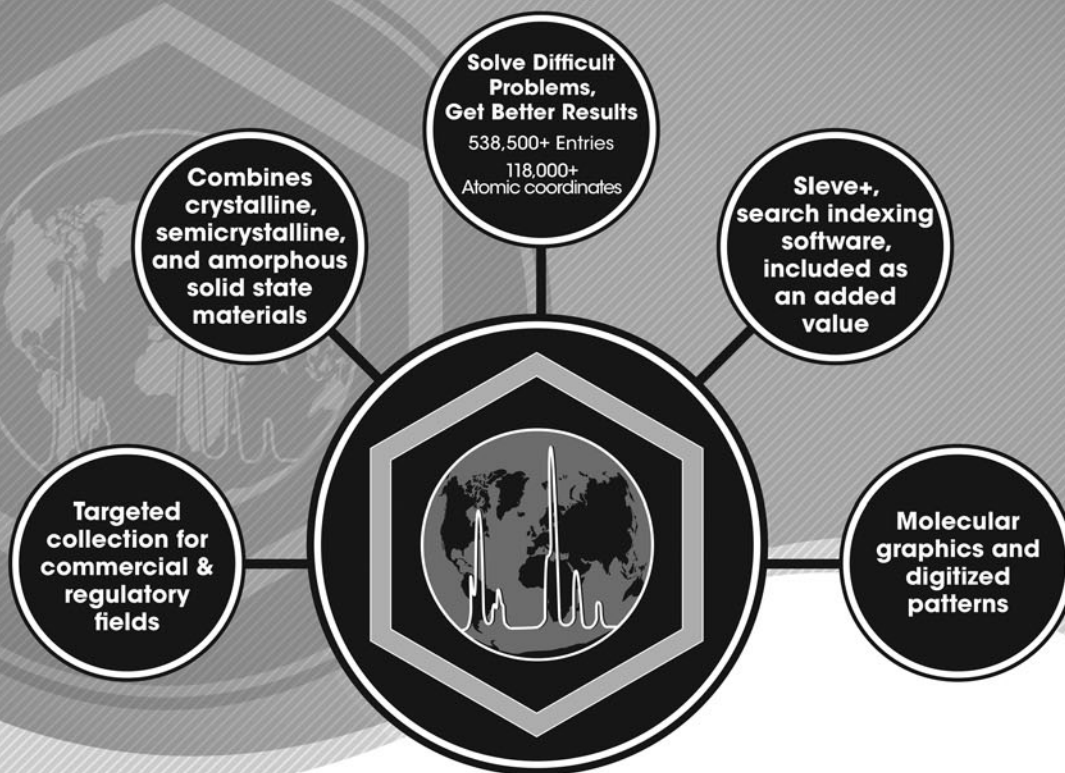 Solve Difficult
Problems,
Get Better Results
538,500+ Entries
118,000+
Atomic coordinates
Combines
crystalline,
semicrystalline,
and amorphous
solid state
materials
SIeve+,
search indexing
software,
included as
an added
value
Targeted
collection for
commercial &
regulatory
fields
Molecular
graphics and
digitized
patterns